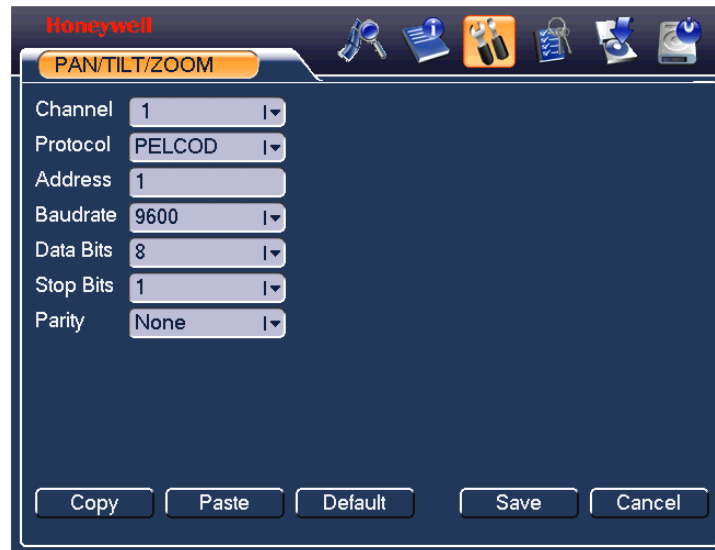 Honeywell
PAN/TILT/ZOOM
Channel 1
Protocol PELCOD
Address 1
Baudrate 9600
Data Bits 8
Stop Bits 1
Parity None
Copy Paste Default Save Cancel